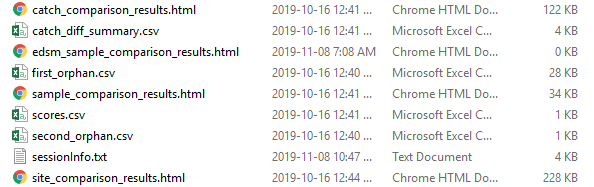 catch_comparison_results.html 2019-10-16 12:41 ... Chrome HTML Do... 122 KB
catch_diff_summary.csv 2019-10-16 12:41 ... Microsoft Excel C... 4 KB
edsm_sample_comparison_results.html 2019-11-08 7:08 AM Chrome HTML Do... 0 KB
first_orphan.csv 2019-10-16 12:40 ... Microsoft Excel C... 28 KB
sample_comparison_results.html 2019-10-16 12:41 ... Chrome HTML Do... 34 KB
scores.csv 2019-10-16 12:41 ... Microsoft Excel C... 1 KB
second_orphan.csv 2019-10-16 12:40 ... Microsoft Excel C... 1 KB
sessionInfo.txt 2019-11-08 10:47 ... Text Document 4 KB
site_comparison_results.html 2019-10-16 12:44 ... Chrome HTML Do... 228 KB